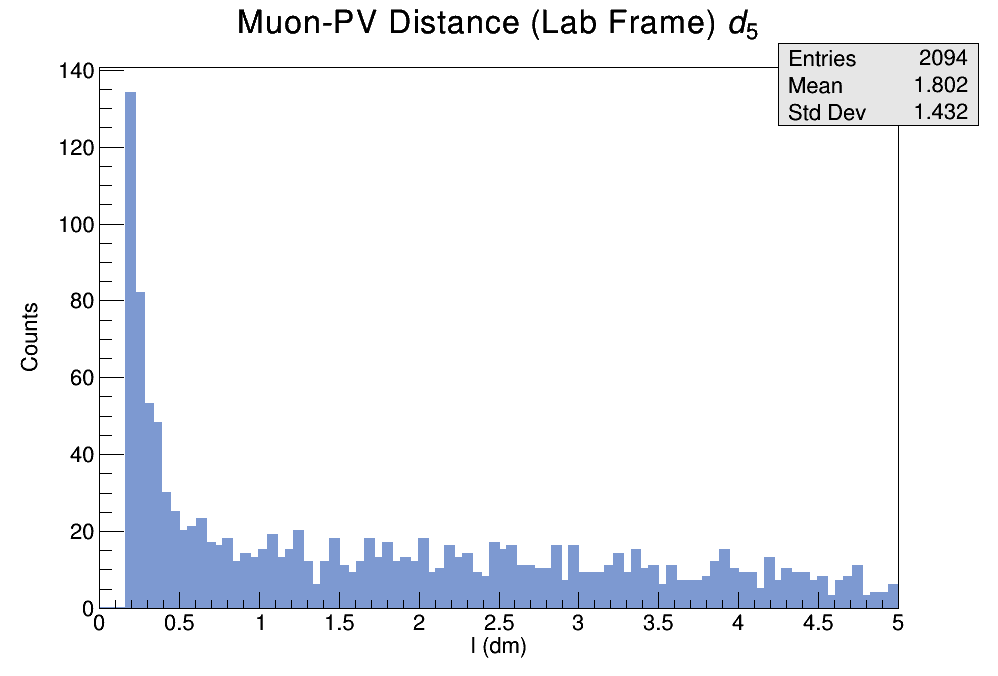 Muon-PV Distance (Lab Frame) d5
Entries 2094
Mean 1.802
Std Dev 1.432
140
120
100
80
60
40
20
0
Counts
0 0.5 1 1.5 2 2.5 3 3.5 4 4.5 5
l (dm)